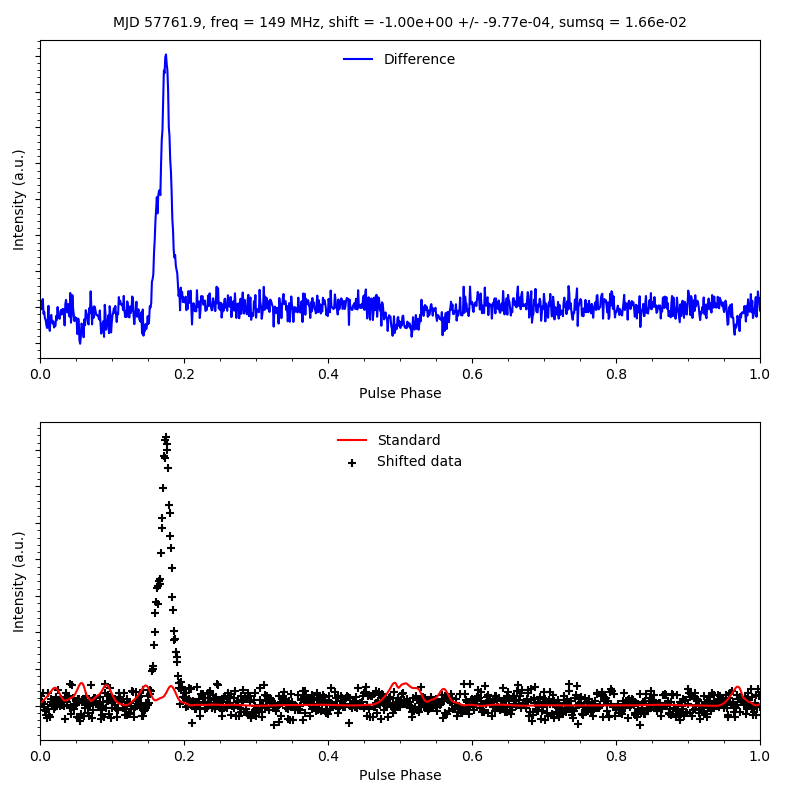 MJD 57761.9, freq = 149 MHz, shift = -1.00e+00 +/- -9.77e-04, sumsq = 1.66e-02
Difference
Intensity (a.u.)
0.0 0.2 0.4 0.6 0.8 1.0
Pulse Phase
Standard
Shifted data
Intensity (a.u.)
0.0 0.2 0.4 0.6 0.8 1.0
Pulse Phase